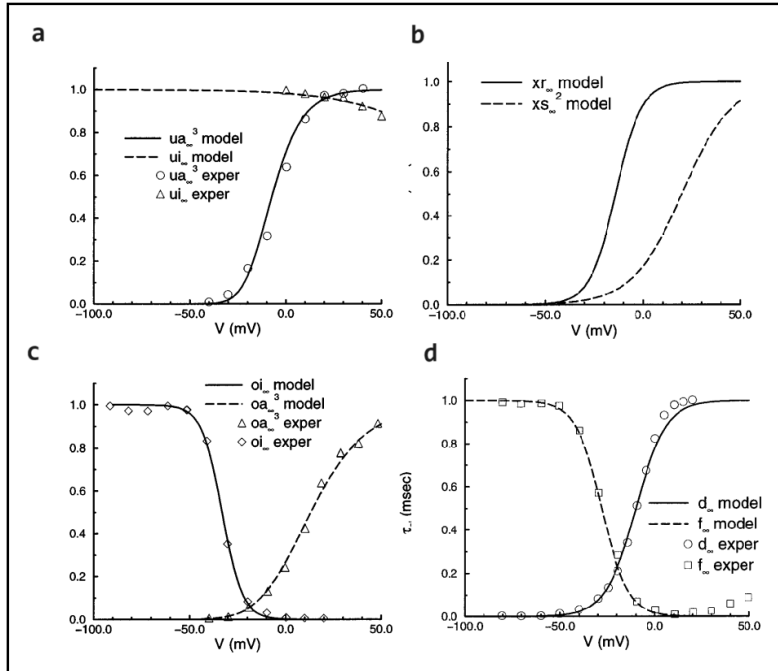 a
1.0
0.8
0.6
0.4
0.2
0.0
ua∞³ model
ui∞ model
ua∞³ exper
ui∞ exper
−100.0 −50.0 0.0 50.0
V (mV)
b
1.0
0.8
0.6
0.4
0.2
0.0
xr∞ model
xs∞² model
−100.0 −50.0 0.0 50.0
V (mV)
c
1.0
0.8
0.6
0.4
0.2
0.0
oi∞ model
oa∞³ model
oa∞³ exper
oi∞ exper
−100.0 −50.0 0.0 50.0
V (mV)
d
1.0
0.8
0.6
0.4
0.2
0.0
τ.. (msec)
d∞ model
f∞ model
d∞ exper
f∞ exper
−100.0 −50.0 0.0 50.0
V (mV)